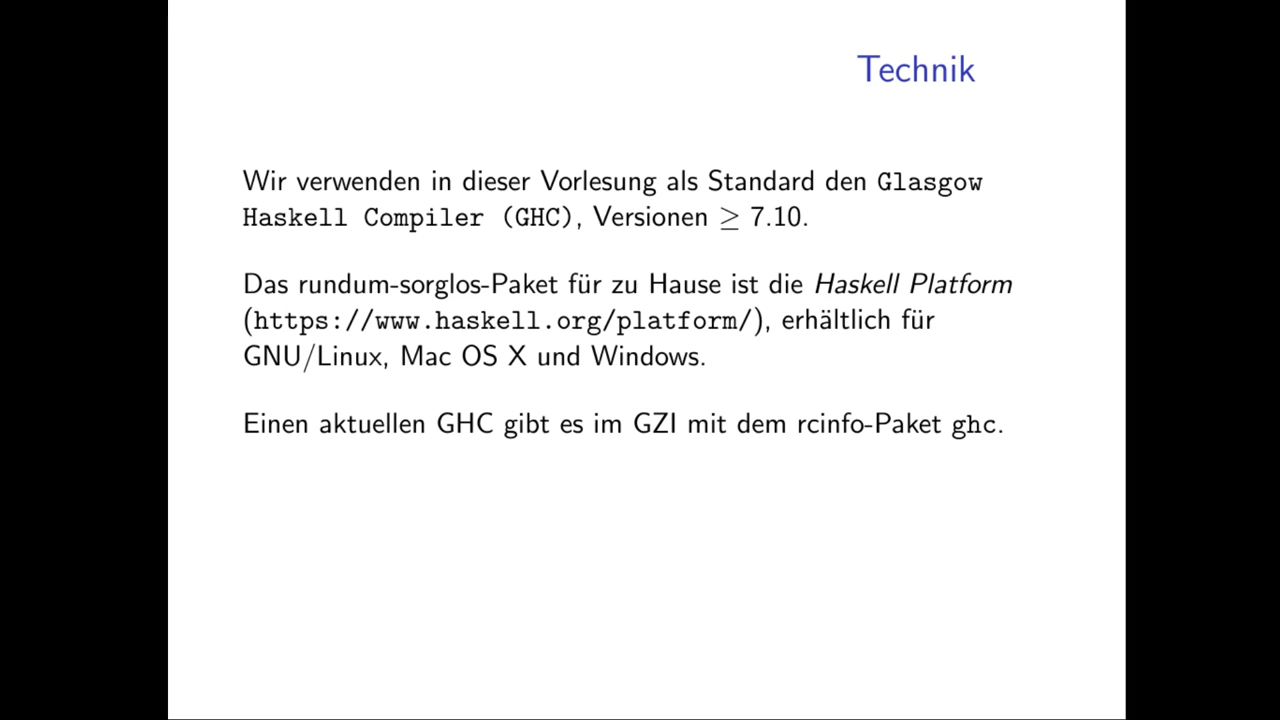 Technik
Wir verwenden in dieser Vorlesung als Standard den Glasgow
Haskell Compiler (GHC), Versionen ≥ 7.10.
Das rundum-sorglos-Paket für zu Hause ist die Haskell Platform
(https://www.haskell.org/platform/), erhältlich für
GNU/Linux, Mac OS X und Windows.
Einen aktuellen GHC gibt es im GZI mit dem rcinfo-Paket ghc.